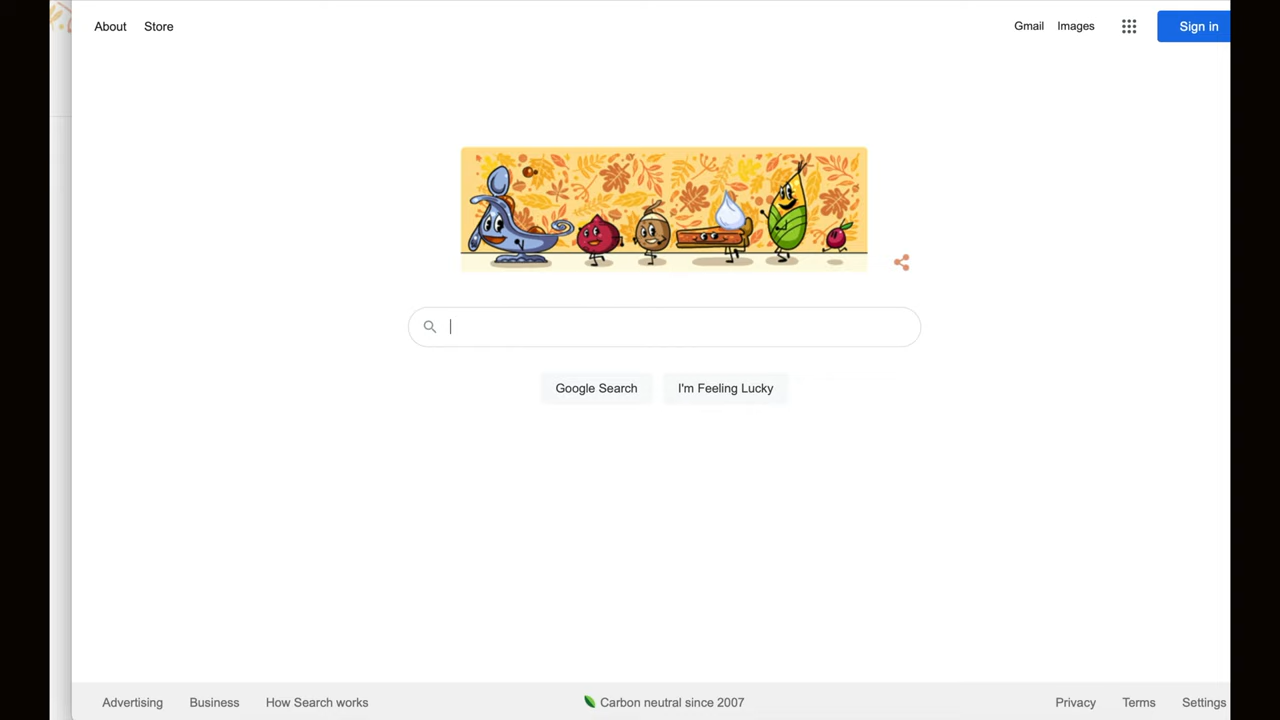 About Store Gmail Images Sign in
Google Search I'm Feeling Lucky
Advertising Business How Search works Carbon neutral since 2007 Privacy Terms Settings